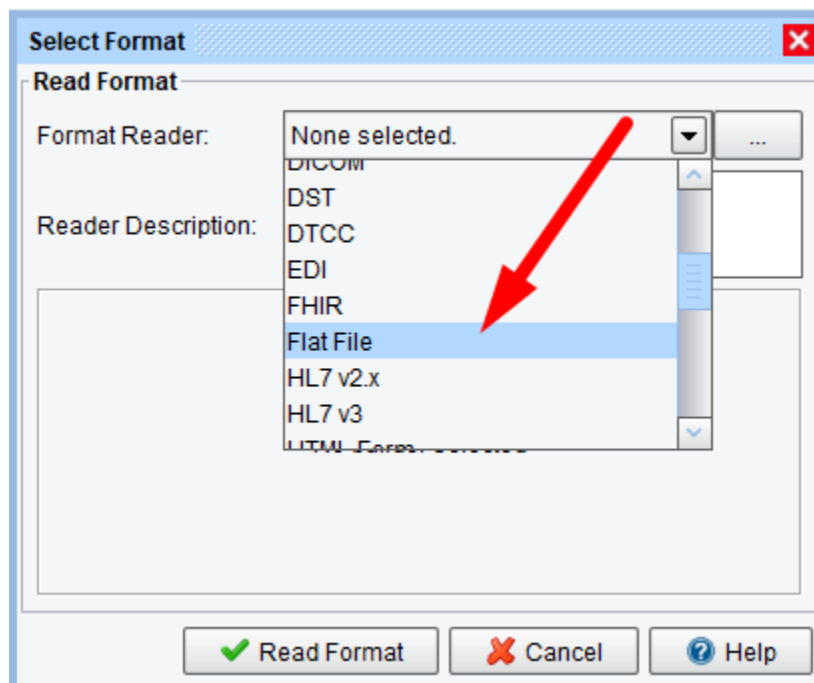 Select Format
Read Format
Format Reader:
None selected.
...
DICOM
DST
Reader Description:
DTCC
EDI
FHIR
Flat File
HL7 v2.x
HL7 v3
Read Format
Cancel
Help